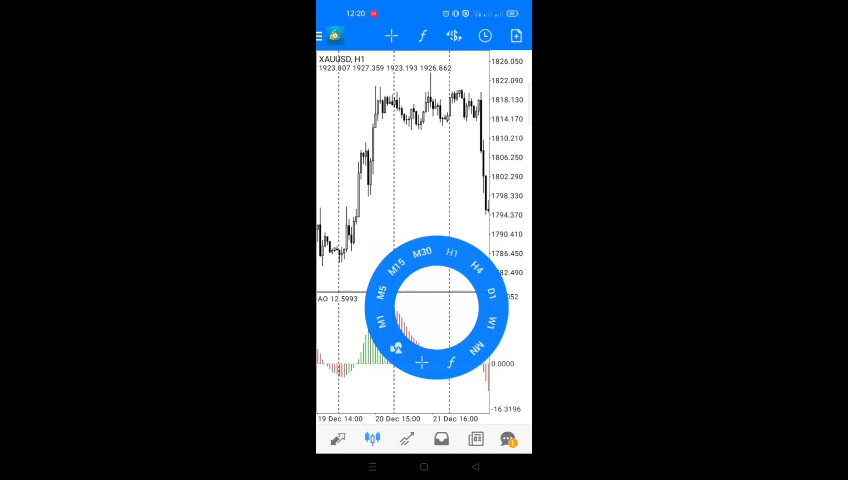 12:20
XAUUSD, H1
1923.807 1927.359 1923.193 1926.862
1826.050
1822.090
1818.130
1814.170
1810.210
1806.250
1802.290
1798.330
1794.370
1790.410
1786.450
M1 M5 M15 M30 H1 H4 D1 W1 MN
AO 12.5993
0.0000
-16.3196
19 Dec 14:00 20 Dec 15:00 21 Dec 16:00